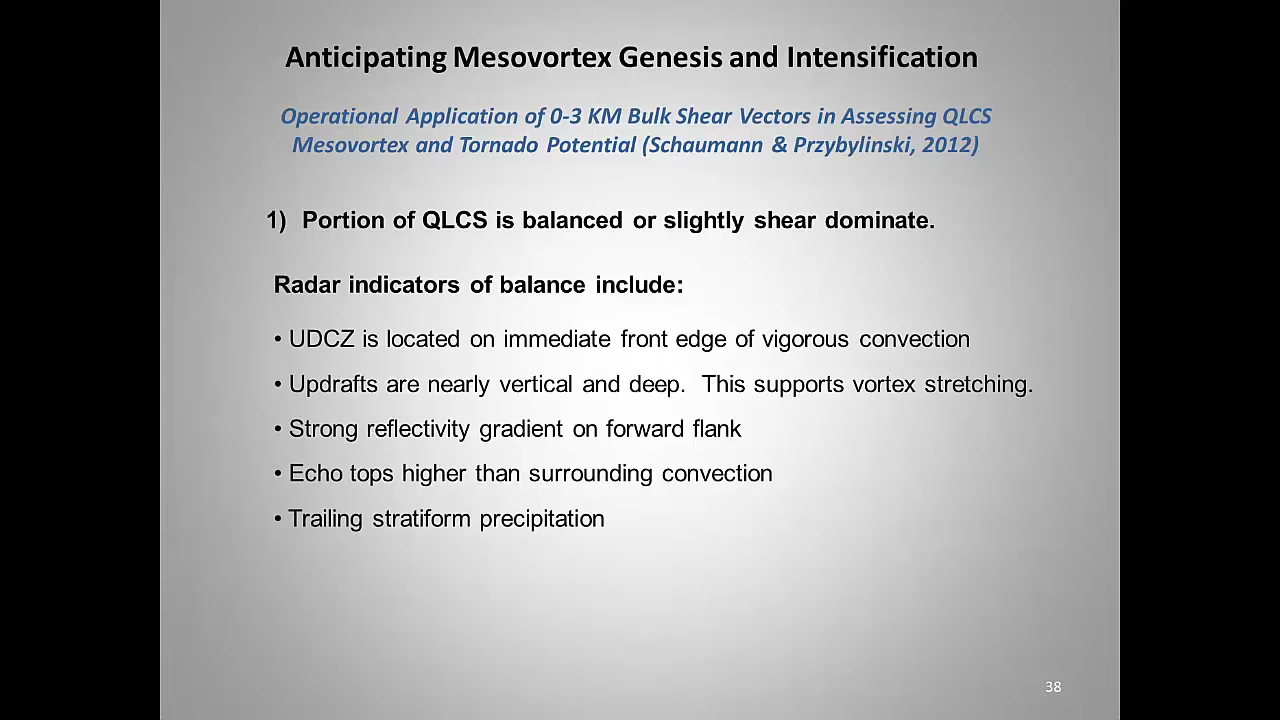 Anticipating Mesovortex Genesis and Intensification
Operational Application of 0-3 KM Bulk Shear Vectors in Assessing QLCS
Mesovortex and Tornado Potential (Schaumann & Przybylinski, 2012)
1) Portion of QLCS is balanced or slightly shear dominate.
Radar indicators of balance include:
• UDCZ is located on immediate front edge of vigorous convection
• Updrafts are nearly vertical and deep. This supports vortex stretching.
• Strong reflectivity gradient on forward flank
• Echo tops higher than surrounding convection
• Trailing stratiform precipitation
38